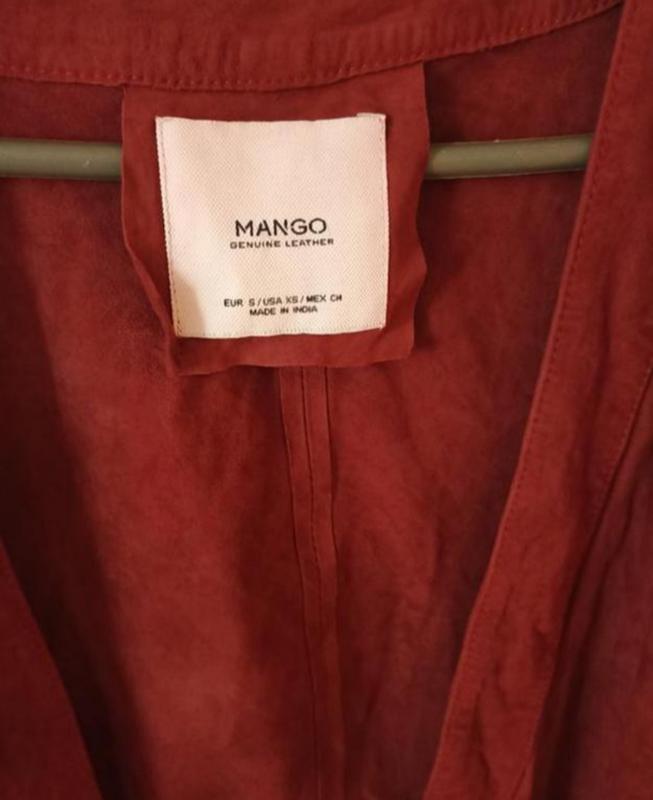 MANGO
GENUINE LEATHER
EUR S / USA XS / MEX CH
MADE IN INDIA